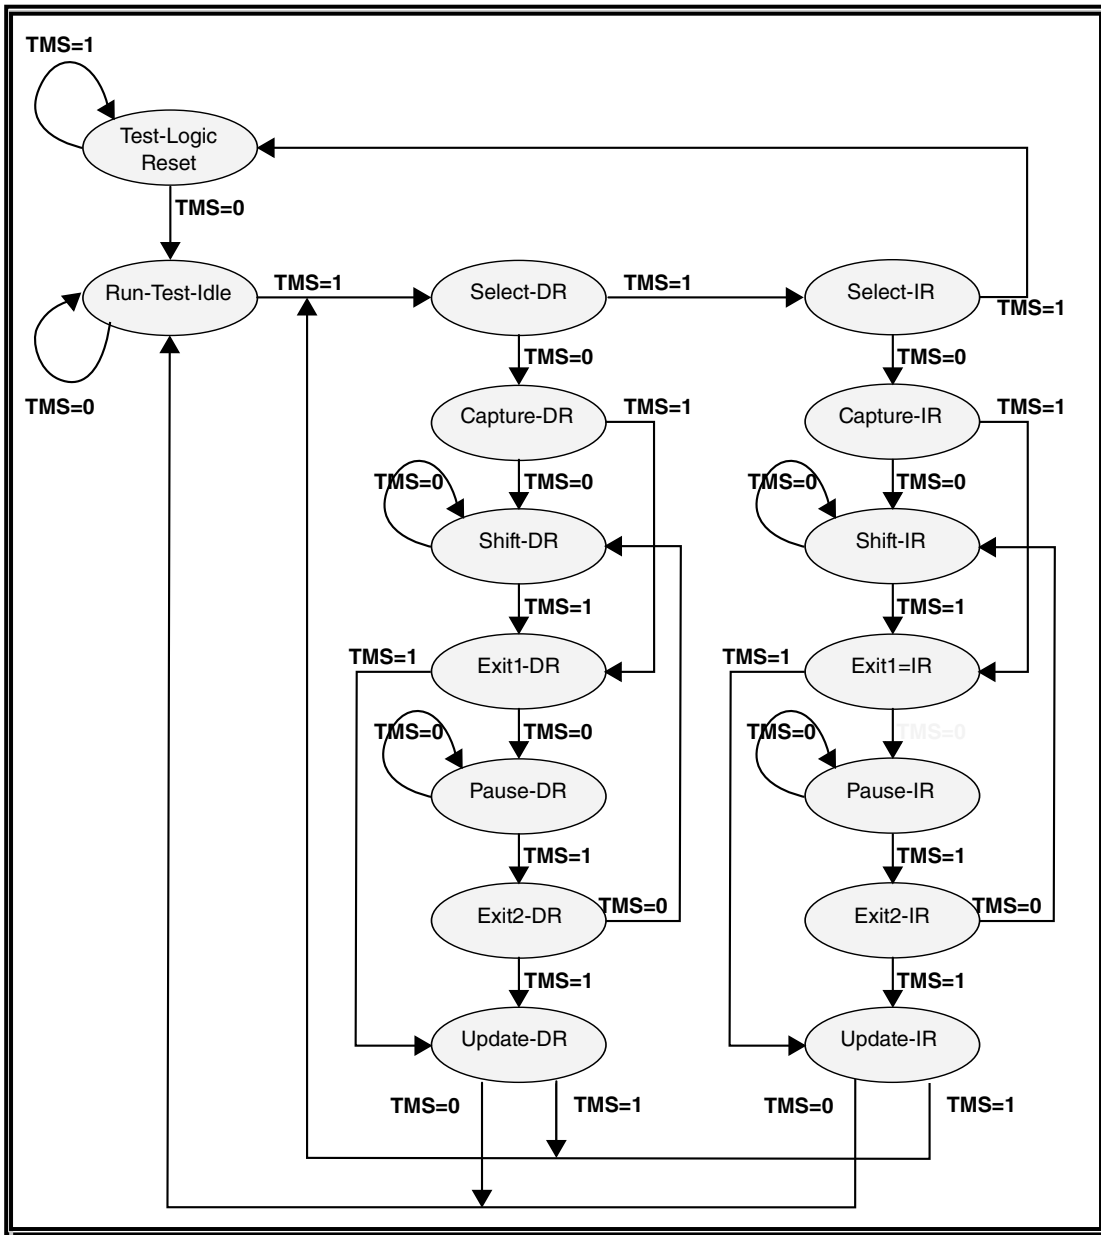 TMS=1
Test-Logic
Reset
TMS=0
Run-Test-Idle
TMS=1
Select-DR
TMS=1
Select-IR
TMS=1
TMS=0
TMS=0
TMS=0
Capture-DR
TMS=1
Capture-IR
TMS=1
TMS=0
TMS=0
TMS=0
TMS=0
Shift-DR
Shift-IR
TMS=1
TMS=1
TMS=1
Exit1-DR
TMS=1
Exit1=IR
TMS=0
TMS=0
TMS=0
TMS=0
Pause-DR
Pause-IR
TMS=1
TMS=1
Exit2-DR
TMS=0
Exit2-IR
TMS=0
TMS=1
TMS=1
Update-DR
Update-IR
TMS=0
TMS=1
TMS=0
TMS=1